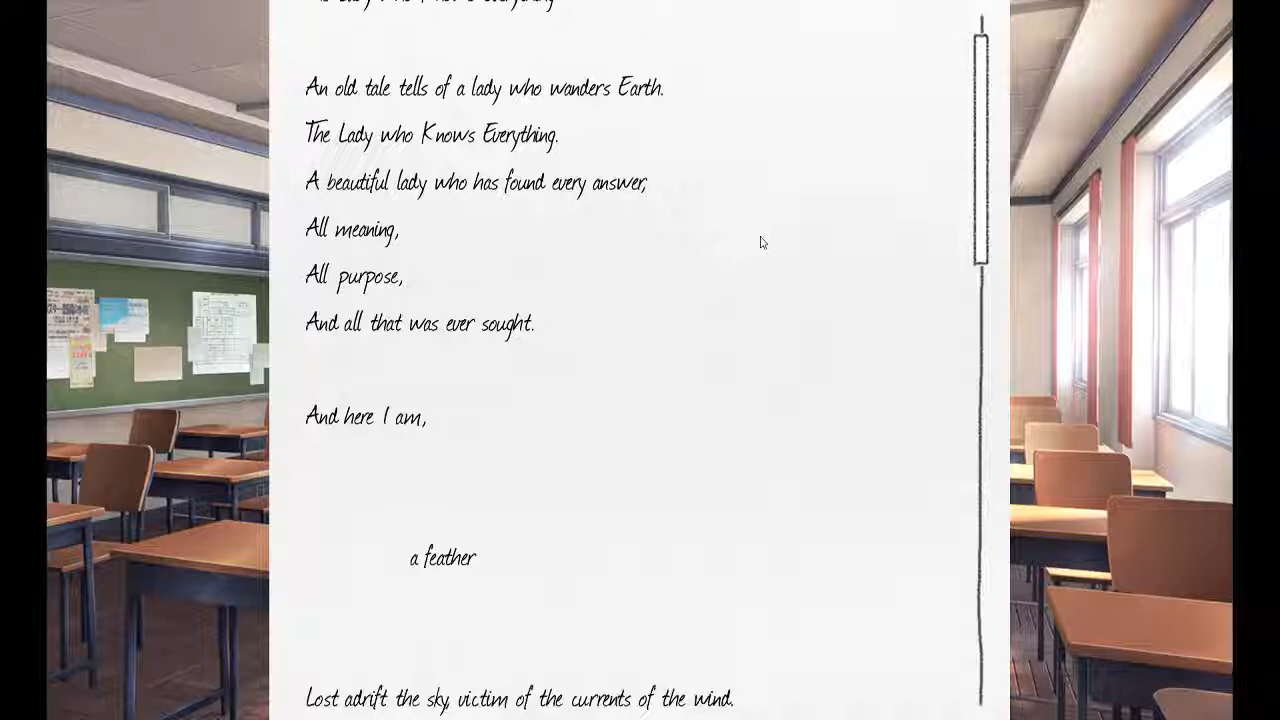 An old tale tells of a lady who wanders Earth.
The Lady who Knows Everything.
A beautiful lady who has found every answer,
All meaning,
All purpose,
And all that was ever sought.
And here I am,
a feather
Lost adrift the sky, victim of the currents of the wind.